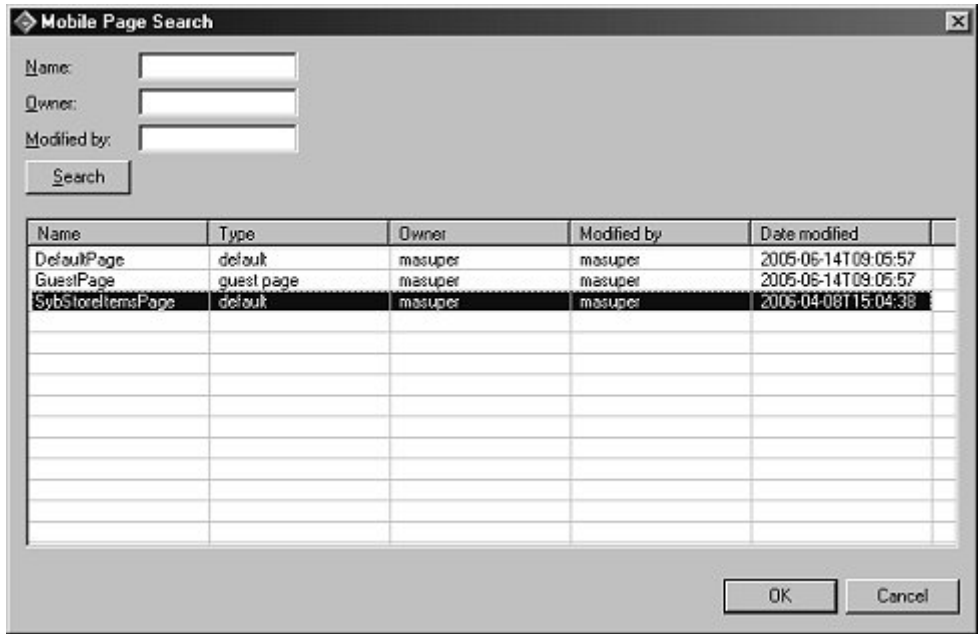 Mobile Page Search
Name:
Owner:
Modified by:
Search
Name Type Owner Modified by Date modified
DefaultPage default masuper masuper 2005-06-14T09:05:57
GuestPage guest page masuper masuper 2005-06-14T09:05:57
SybStoreItemsPage default masuper masuper 2006-04-08T15:04:38
OK Cancel